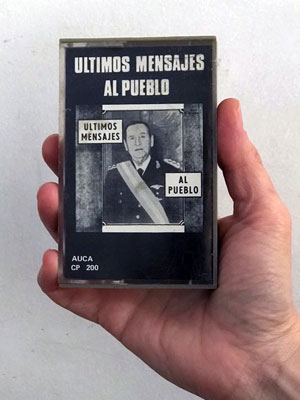 ULTIMOS MENSAJES
AL PUEBLO
ULTIMOS
MENSAJES
AL
PUEBLO
AUCA
CP 200